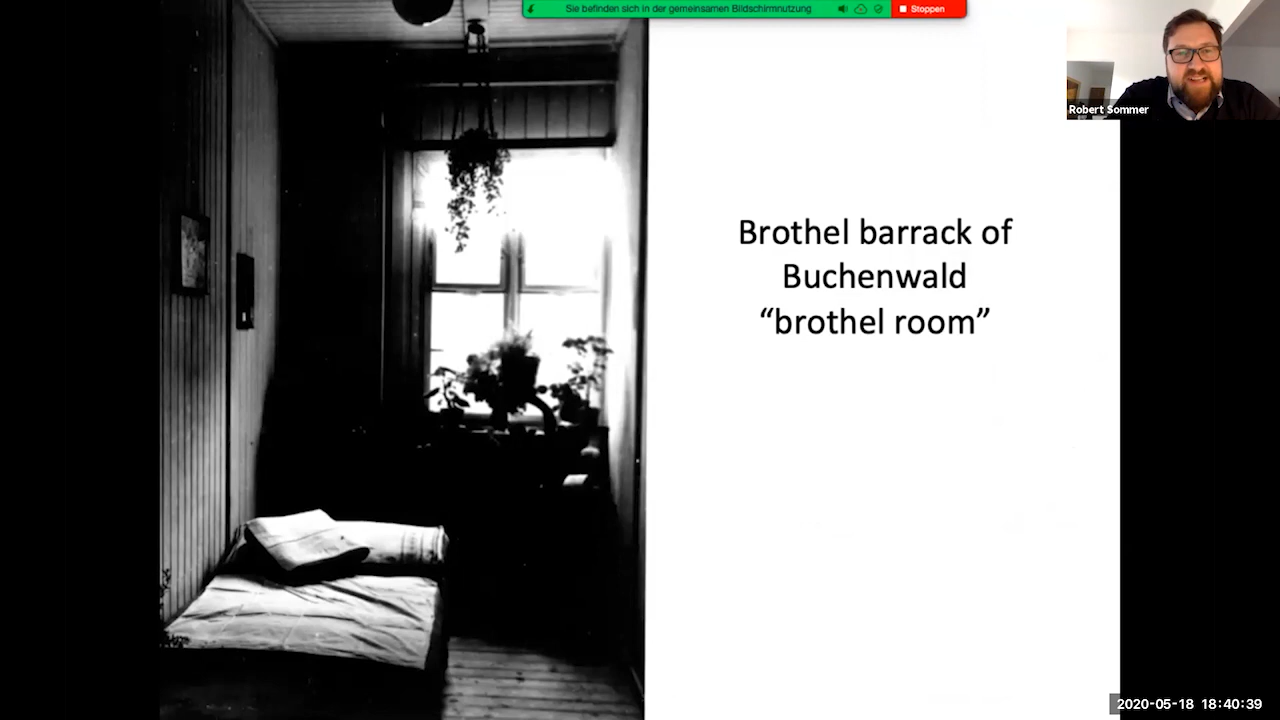 Sie befinden sich in der gemeinsamen Bildschirmnutzung
Stoppen
Robert Sommer
Brothel barrack of
Buchenwald
“brothel room”
2020-05-18 18:40:39